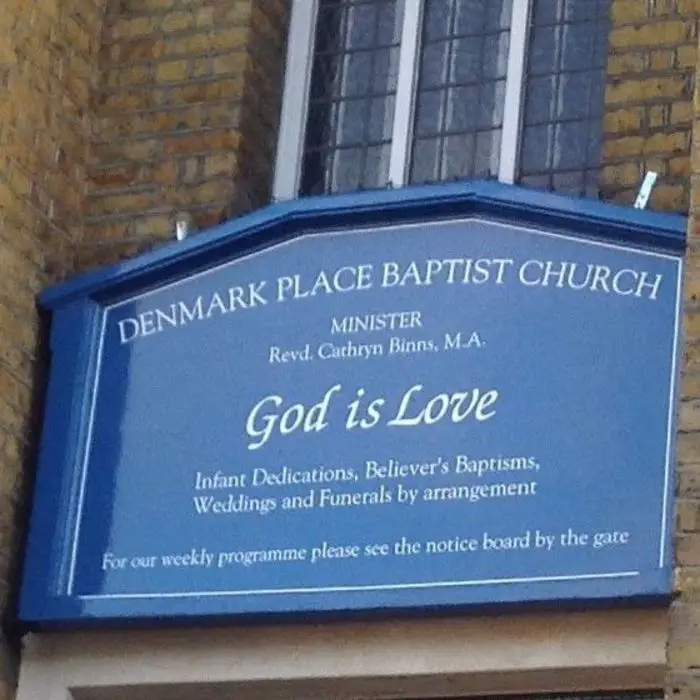 DENMARK PLACE BAPTIST CHURCH
MINISTER
Revd. Cathryn Binns, M.A.
God is Love
Infant Dedications, Believer's Baptisms,
Weddings and Funerals by arrangement
For our weekly programme please see the notice board by the gate